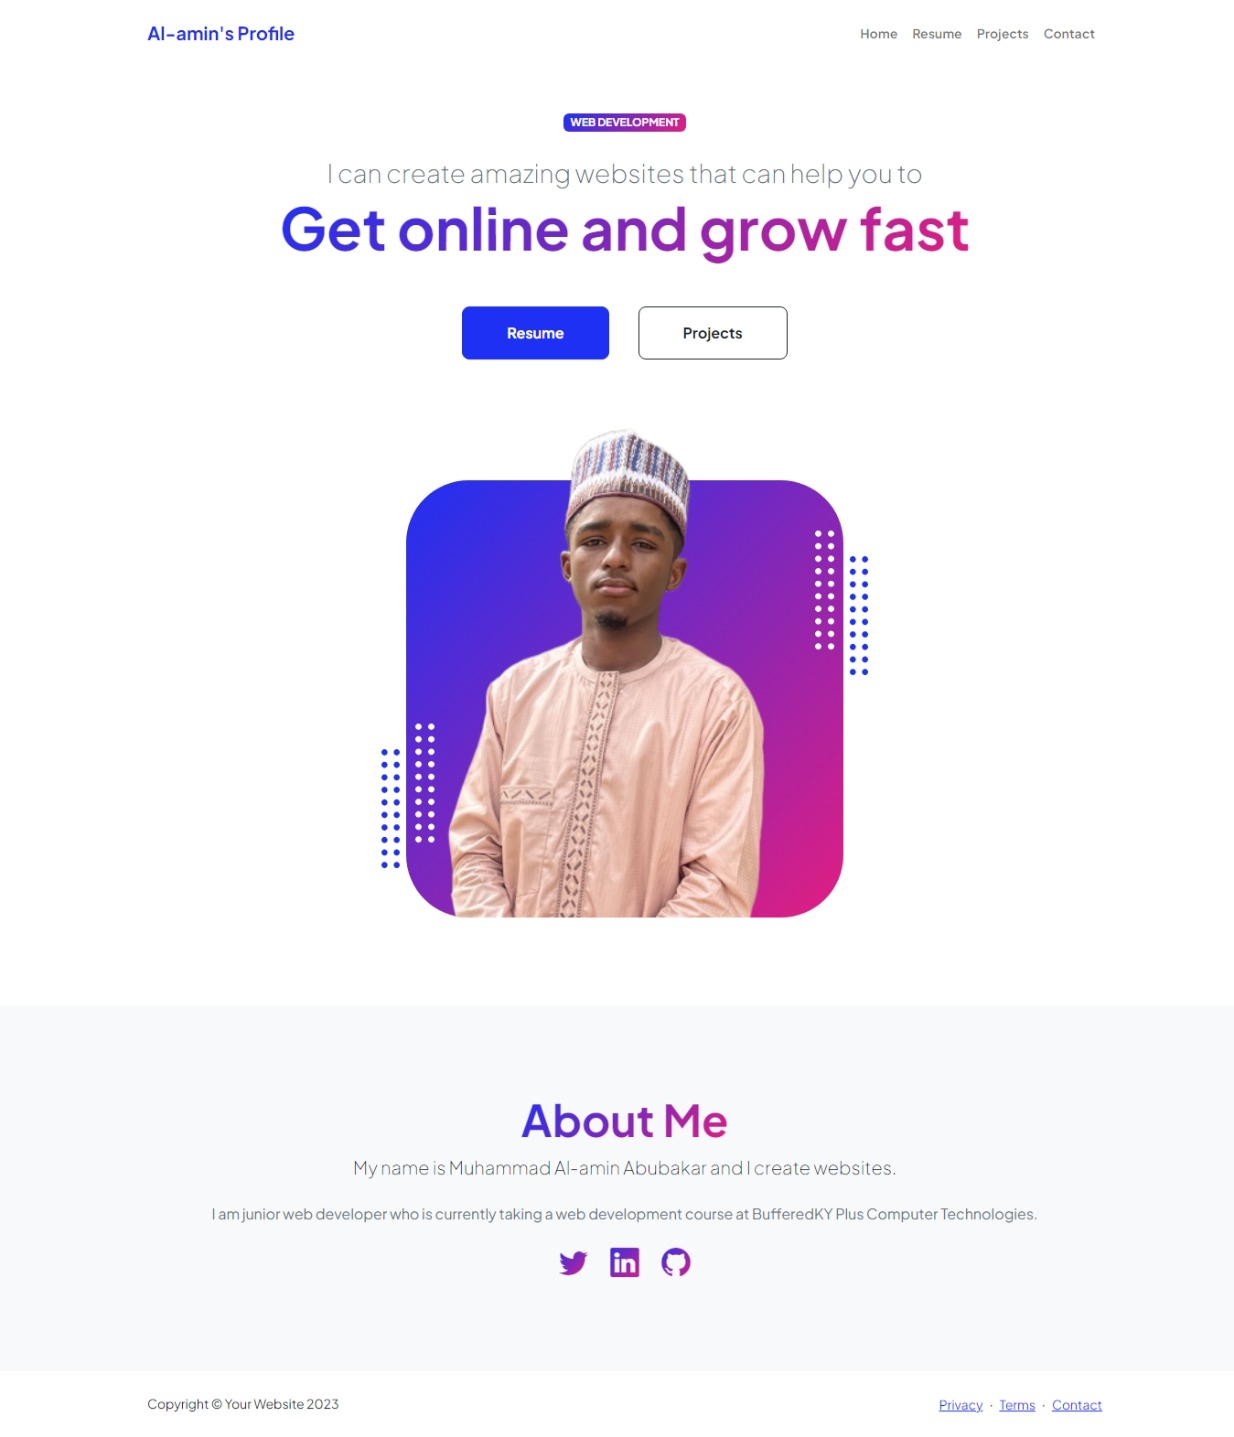 Al-amin's Profile
Home Resume Projects Contact
WEB DEVELOPMENT
I can create amazing websites that can help you to
Get online and grow fast
Resume Projects
About Me
My name is Muhammad Al-amin Abubakar and I create websites.
I am junior web developer who is currently taking a web development course at BufferedKY Plus Computer Technologies.
in
Copyright © Your Website 2023
Privacy · Terms · Contact